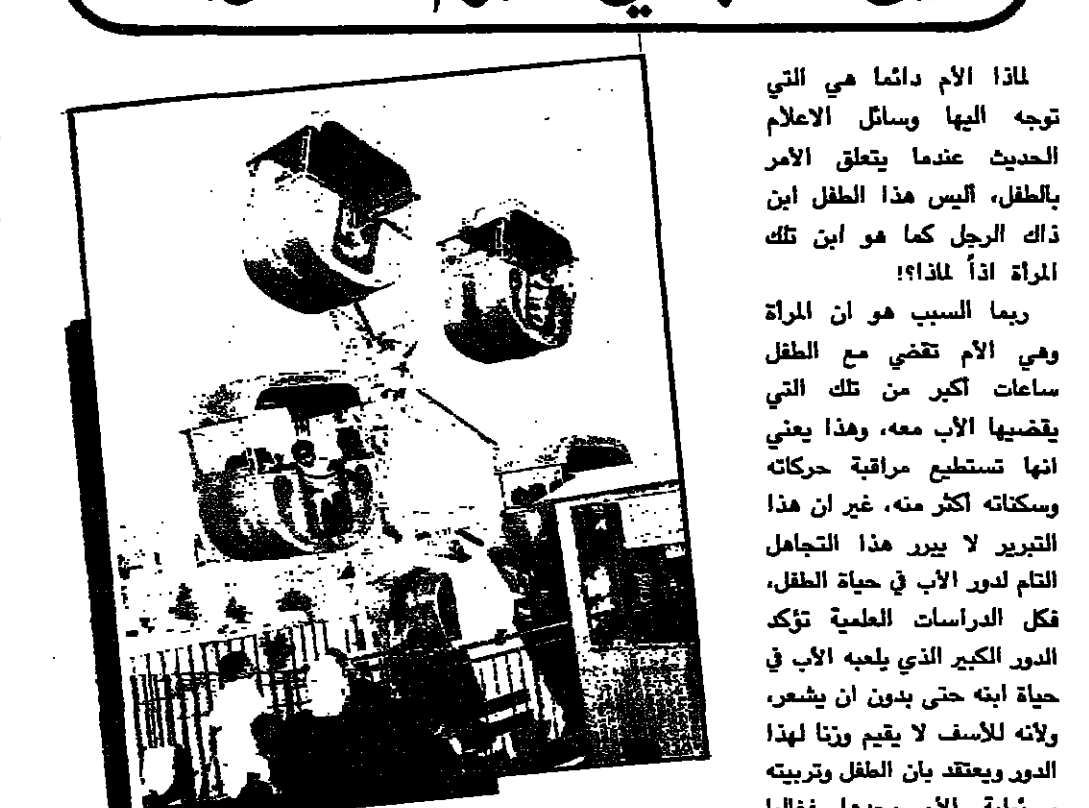 لماذا الأم دائما هي التي
توجه اليها وسائل الاعلام
الحديث عندما يتعلق الأمر
بالطفل، أليس هذا الطفل ابن
ذاك الرجل كما هو ابن تلك
المرأة اذاً لماذا؟!
ربما السبب هو ان المرأة
وهي الأم تقضي مع الطفل
ساعات أكبر من تلك التي
يقضيها الأب معه، وهذا يعني
انها تستطيع مراقبة حركاته
وسكناته اكثر منه، غير ان هذا
التبرير لا يبرر هذا التجاهل
التام لدور الأب في حياة الطفل،
فكل الدراسات العلمية تؤكد
الدور الكبير الذي يلعبه الأب في
حياة ابنه حتى بدون ان يشعر،
ولأنه للأسف لا يقيم وزنا لهذا
الدور ويعتقد بان الطفل وتربيته